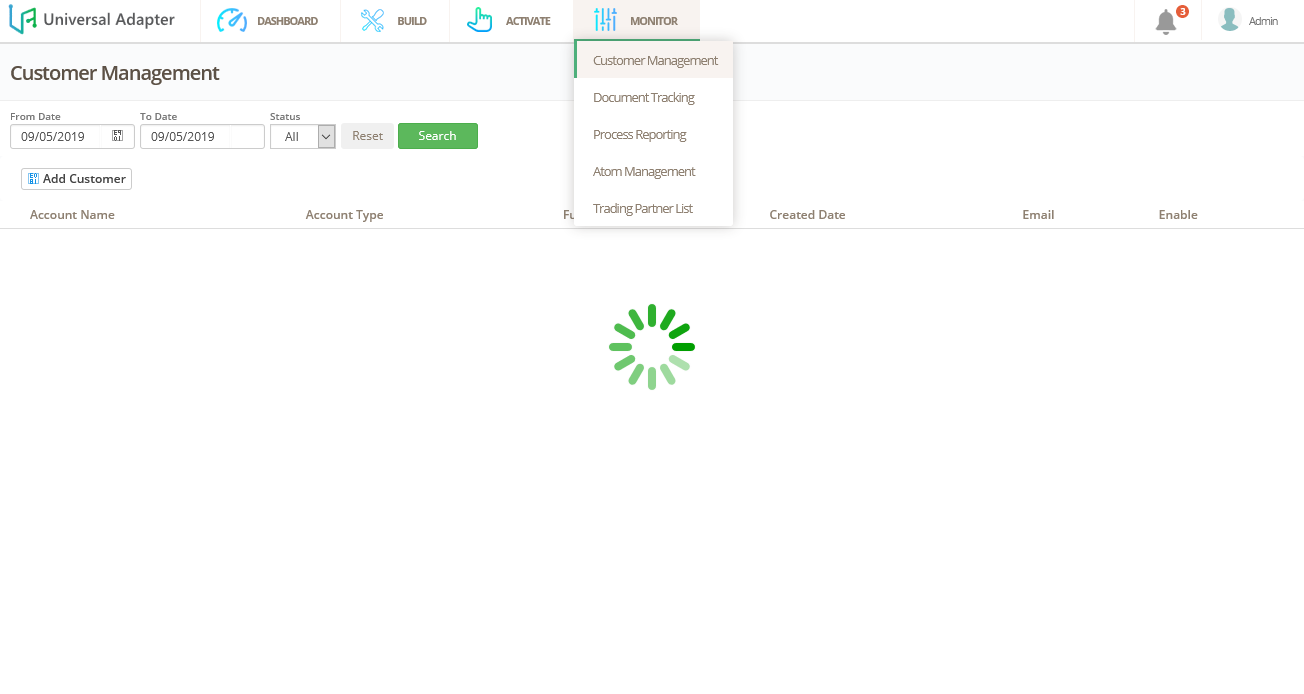 Universal Adapter
DASHBOARD
BUILD
ACTIVATE
MONITOR
3
Admin
Customer Management
Customer Management
Document Tracking
Process Reporting
Atom Management
Trading Partner List
From Date
To Date
Status
09/05/2019
09/05/2019
All
Reset
Search
Add Customer
Account Name
Account Type
Created Date
Email
Enable